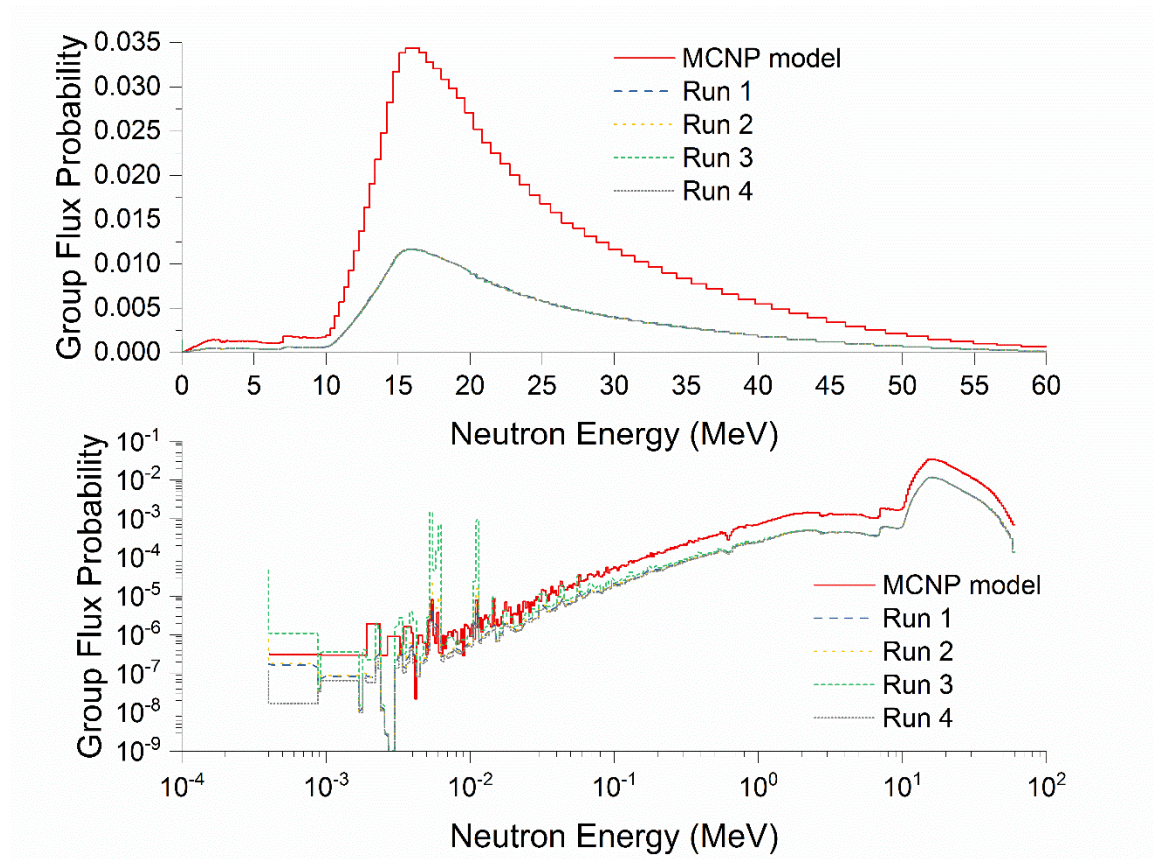 Group Flux Probability
0.035
0.030
0.025
0.020
0.015
0.010
0.005
0.000
MCNP model
Run 1
Run 2
Run 3
Run 4
0 5 10 15 20 25 30 35 40 45 50 55 60
Neutron Energy (MeV)
Group Flux Probability
10⁻¹
10⁻²
10⁻³
10⁻⁴
10⁻⁵
10⁻⁶
10⁻⁷
10⁻⁸
10⁻⁹
MCNP model
Run 1
Run 2
Run 3
Run 4
10⁻⁴ 10⁻³ 10⁻² 10⁻¹ 10⁰ 10¹ 10²
Neutron Energy (MeV)